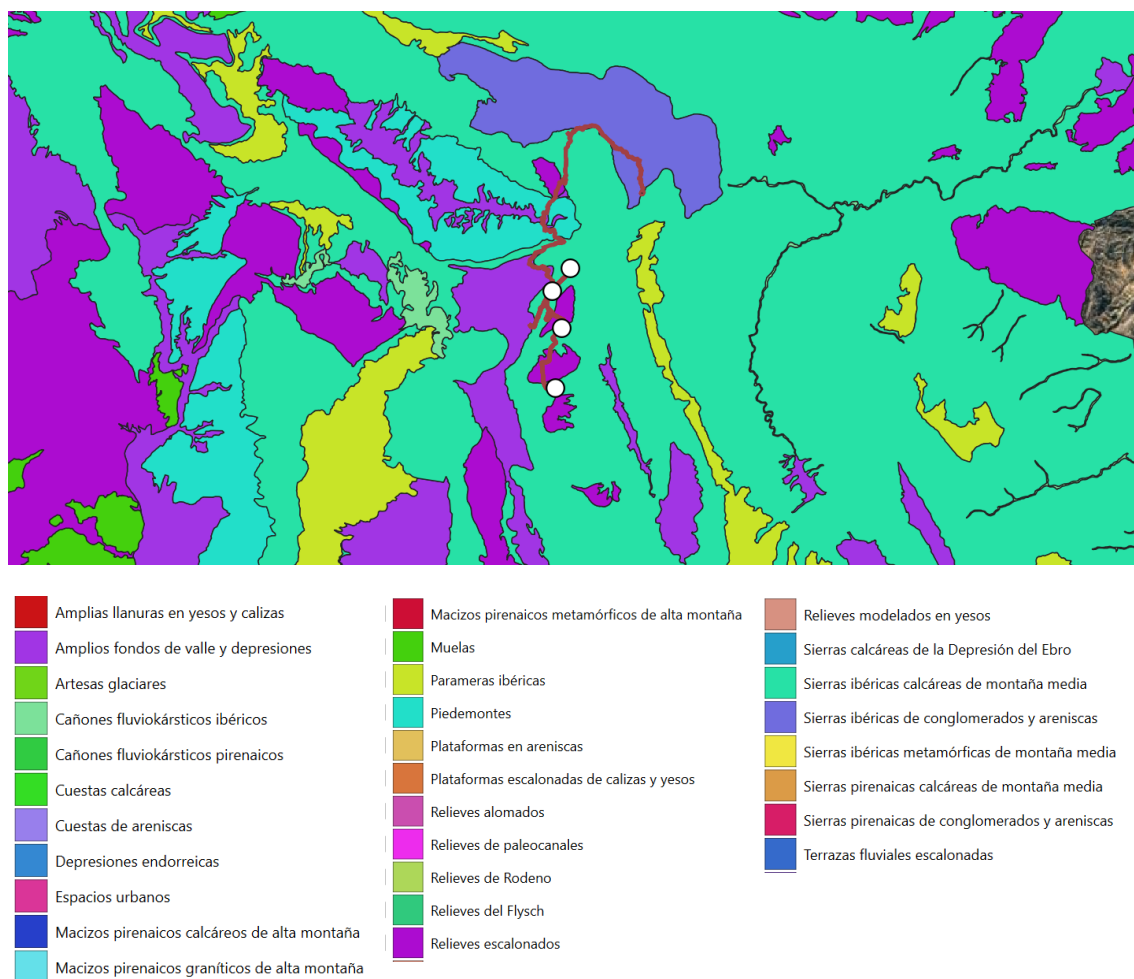 Amplias llanuras en yesos y calizas
Amplios fondos de valle y depresiones
Artesas glaciares
Cañones fluviokársticos ibéricos
Cañones fluviokársticos pirenaicos
Cuestas calcáreas
Cuestas de areniscas
Depresiones endorreicas
Espacios urbanos
Macizos pirenaicos calcáreos de alta montaña
Macizos pirenaicos graníticos de alta montaña
Macizos pirenaicos metamórficos de alta montaña
Muelas
Parameras ibéricas
Piedemontes
Plataformas en areniscas
Plataformas escalonadas de calizas y yesos
Relieves alomados
Relieves de paleocanales
Relieves de Rodeno
Relieves del Flysch
Relieves escalonados
Relieves modelados en yesos
Sierras calcáreas de la Depresión del Ebro
Sierras ibéricas calcáreas de montaña media
Sierras ibéricas de conglomerados y areniscas
Sierras ibéricas metamórficas de montaña media
Sierras pirenaicas calcáreas de montaña media
Sierras pirenaicas de conglomerados y areniscas
Terrazas fluviales escalonadas